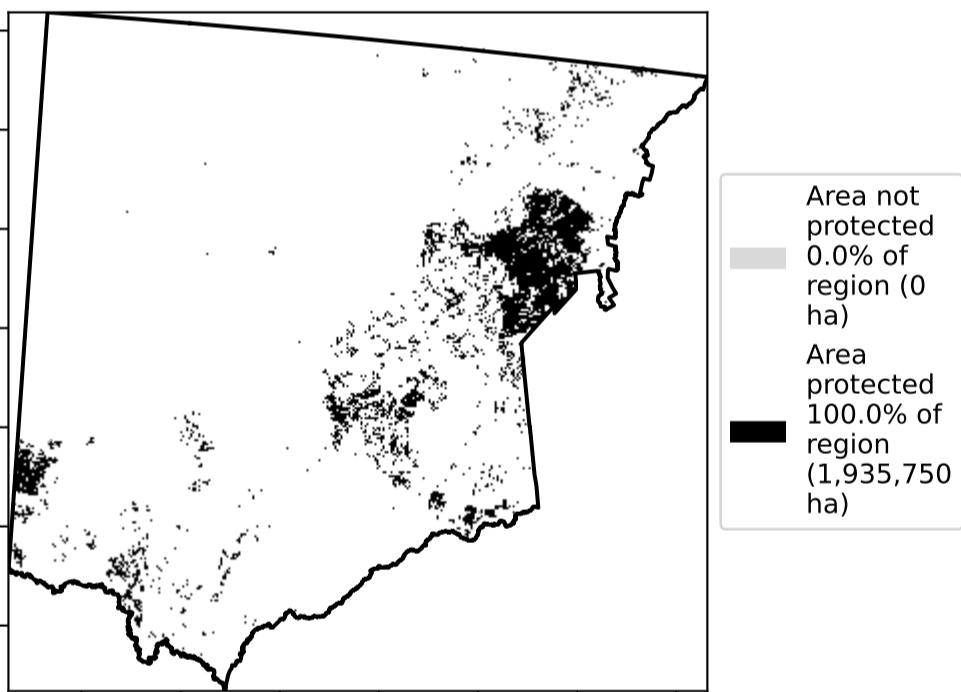 Area not
protected
0.0% of
region (0
ha)
Area
protected
100.0% of
region
(1,935,750
ha)